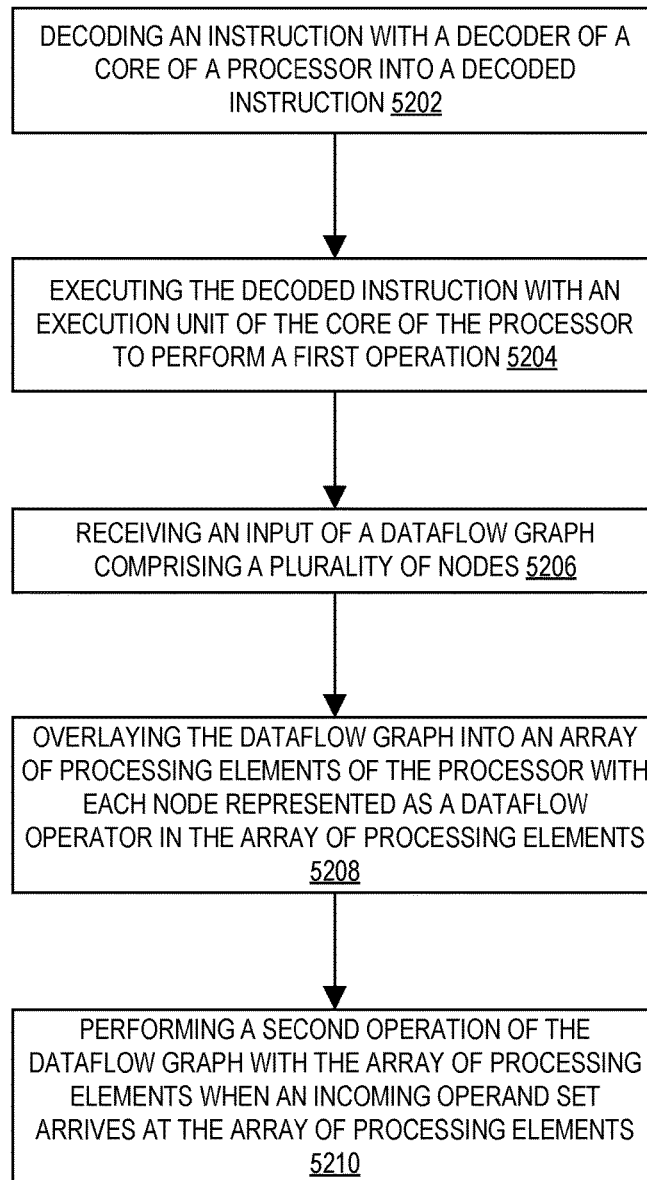 DECODING AN INSTRUCTION WITH A DECODER OF A
CORE OF A PROCESSOR INTO A DECODED
INSTRUCTION 5202
EXECUTING THE DECODED INSTRUCTION WITH AN
EXECUTION UNIT OF THE CORE OF THE PROCESSOR
TO PERFORM A FIRST OPERATION 5204
RECEIVING AN INPUT OF A DATAFLOW GRAPH
COMPRISING A PLURALITY OF NODES 5206
OVERLAYING THE DATAFLOW GRAPH INTO AN ARRAY
OF PROCESSING ELEMENTS OF THE PROCESSOR WITH
EACH NODE REPRESENTED AS A DATAFLOW
OPERATOR IN THE ARRAY OF PROCESSING ELEMENTS
5208
PERFORMING A SECOND OPERATION OF THE
DATAFLOW GRAPH WITH THE ARRAY OF PROCESSING
ELEMENTS WHEN AN INCOMING OPERAND SET
ARRIVES AT THE ARRAY OF PROCESSING ELEMENTS
5210